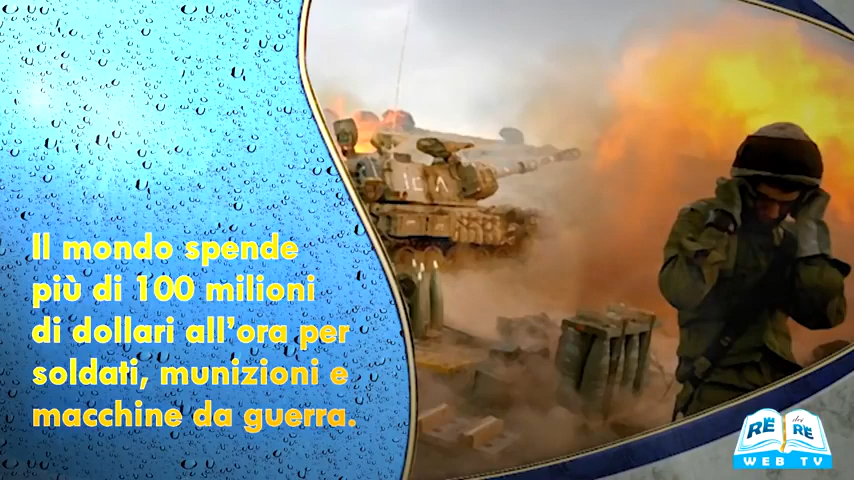 Il mondo spende
più di 100 milioni
di dollari all'ora per
soldati, munizioni e
macchine da guerra.
RE dei RE
WEB TV